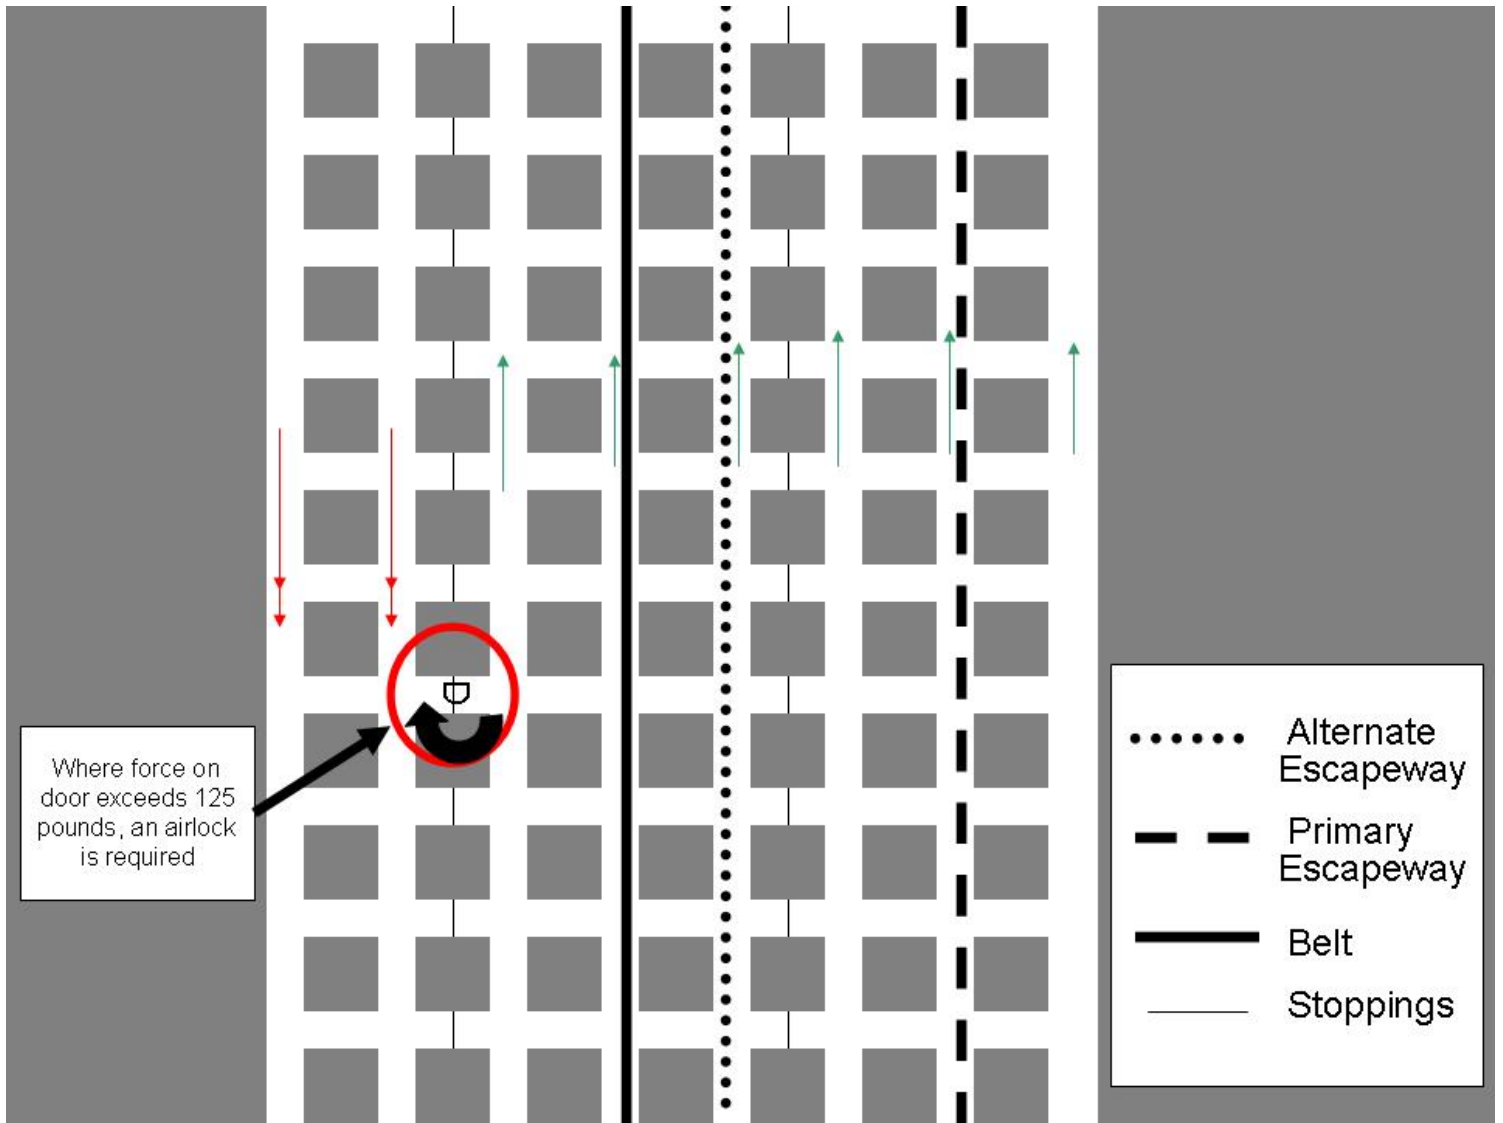 Where force on
door exceeds 125
pounds, an airlock
is required
Alternate
Escapeway
Primary
Escapeway
Belt
Stoppings
D